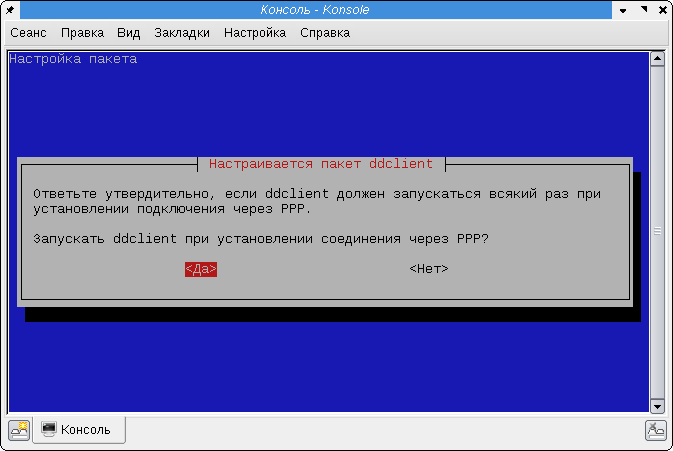 Консоль - Konsole
Сеанс Правка Вид Закладки Настройка Справка
Настройка пакета
Настраивается пакет ddclient
Ответьте утвердительно, если ddclient должен запускаться всякий раз при
установлении подключения через PPP.
Запускать ddclient при установлении соединения через PPP?
<Да> <Нет>
Консоль